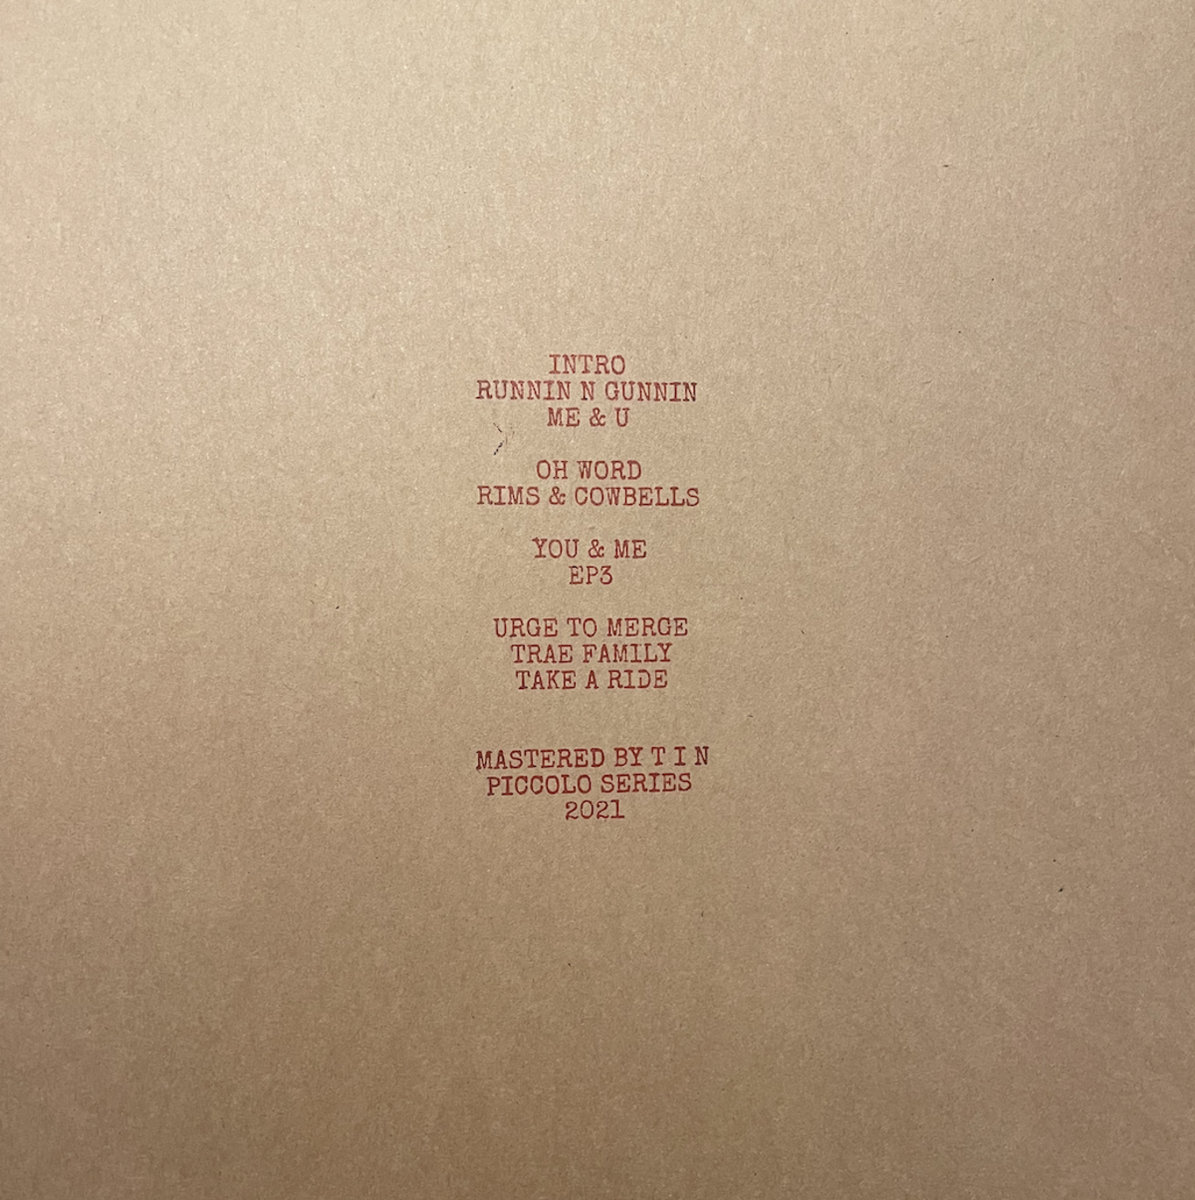 INTRO
RUNNIN N GUNNIN
ME & U
OH WORD
RIMS & COWBELLS
YOU & ME
EP3
URGE TO MERGE
TRAE FAMILY
TAKE A RIDE
MASTERED BY T I N
PICCOLO SERIES
2021